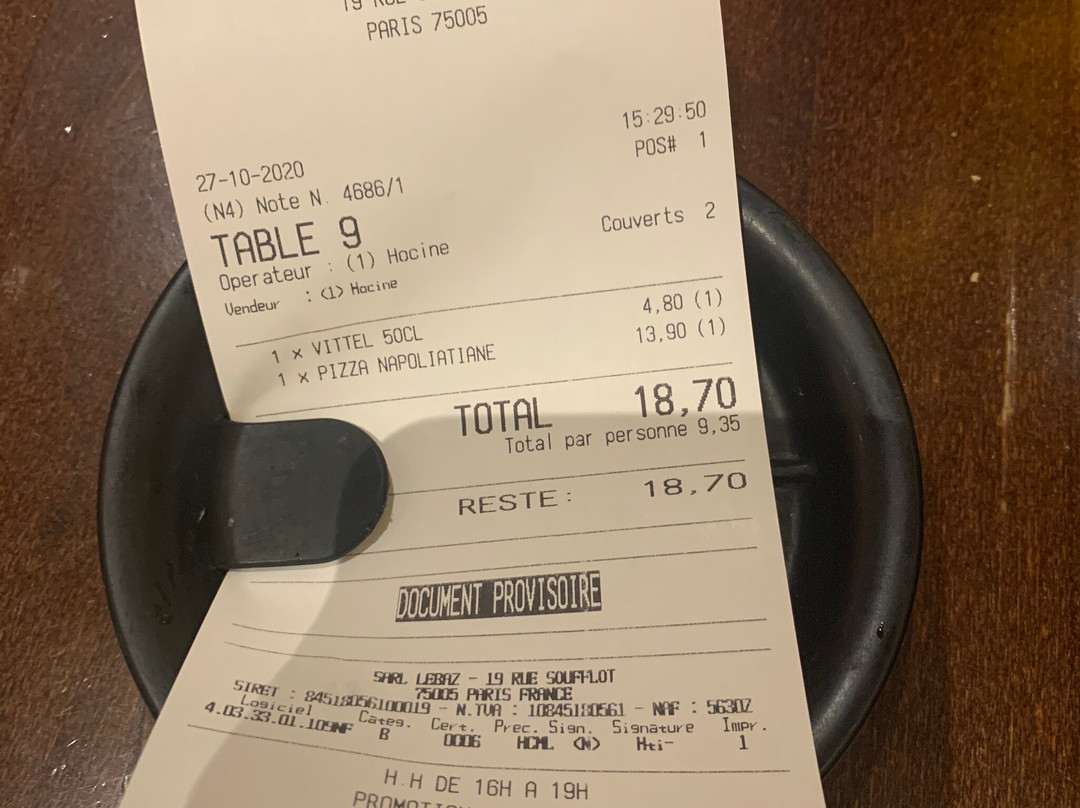 PARIS 75005
15:29:50
27-10-2020
POS# 1
(N4) Note N. 4686/1
TABLE 9
Couverts 2
Operateur : (1) Hocine
Vendeur : (1) Hocine
1 x VITTEL 50CL 4,80 (1)
1 x PIZZA NAPOLIATIANE 13,90 (1)
TOTAL 18,70
Total par personne 9,35
RESTE: 18,70
DOCUMENT PROVISOIRE
SARL LEBAZ - 19 RUE SOUFFLOT
75005 PARIS FRANCE
SIRET : 84518056100019 - N.TVA : 10845180561 - NAF : 5630Z
Logiciel Categ. Cert. Prec. Sign. Signature Impr.
4.03.33.01.109NF B 0006 HCML (N) Hti- 1
H.H DE 16H A 19H